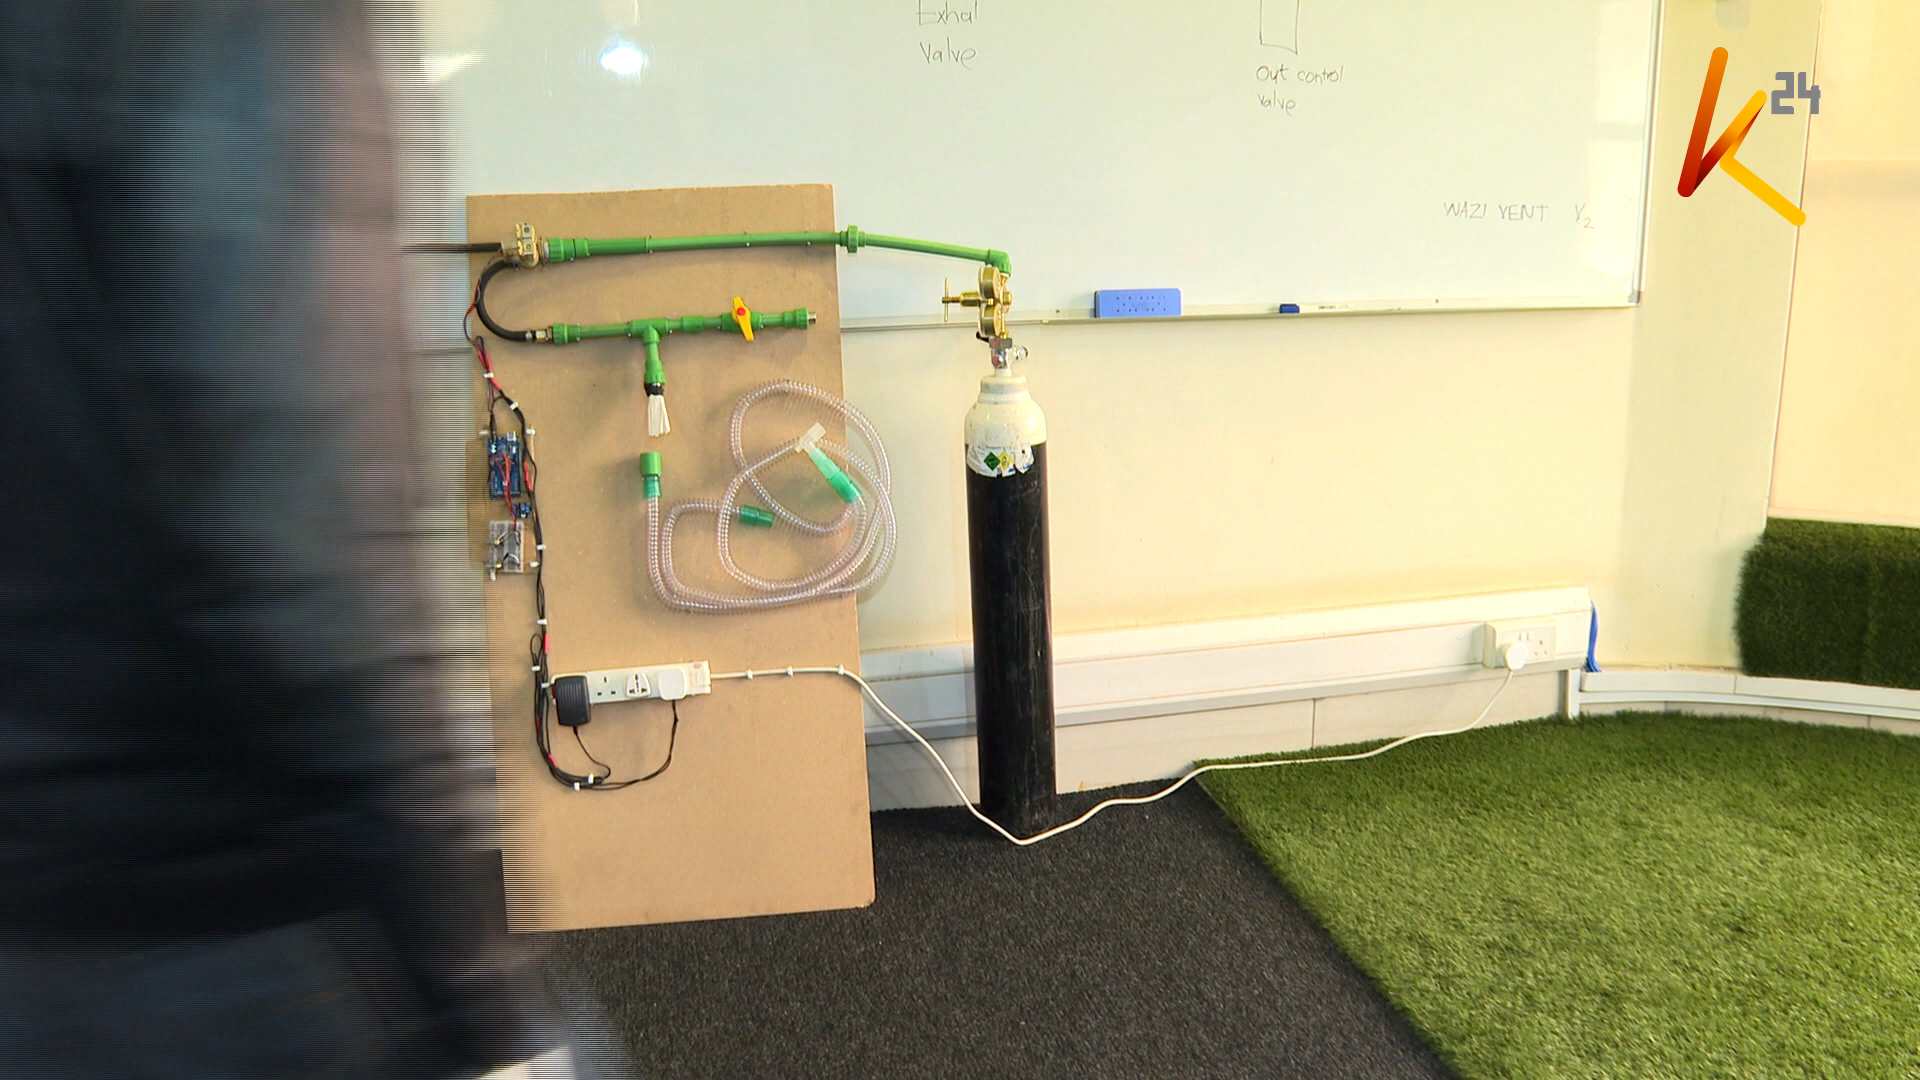 Exhal
Valve
Out control
valve
WAZI VENT V2
K24